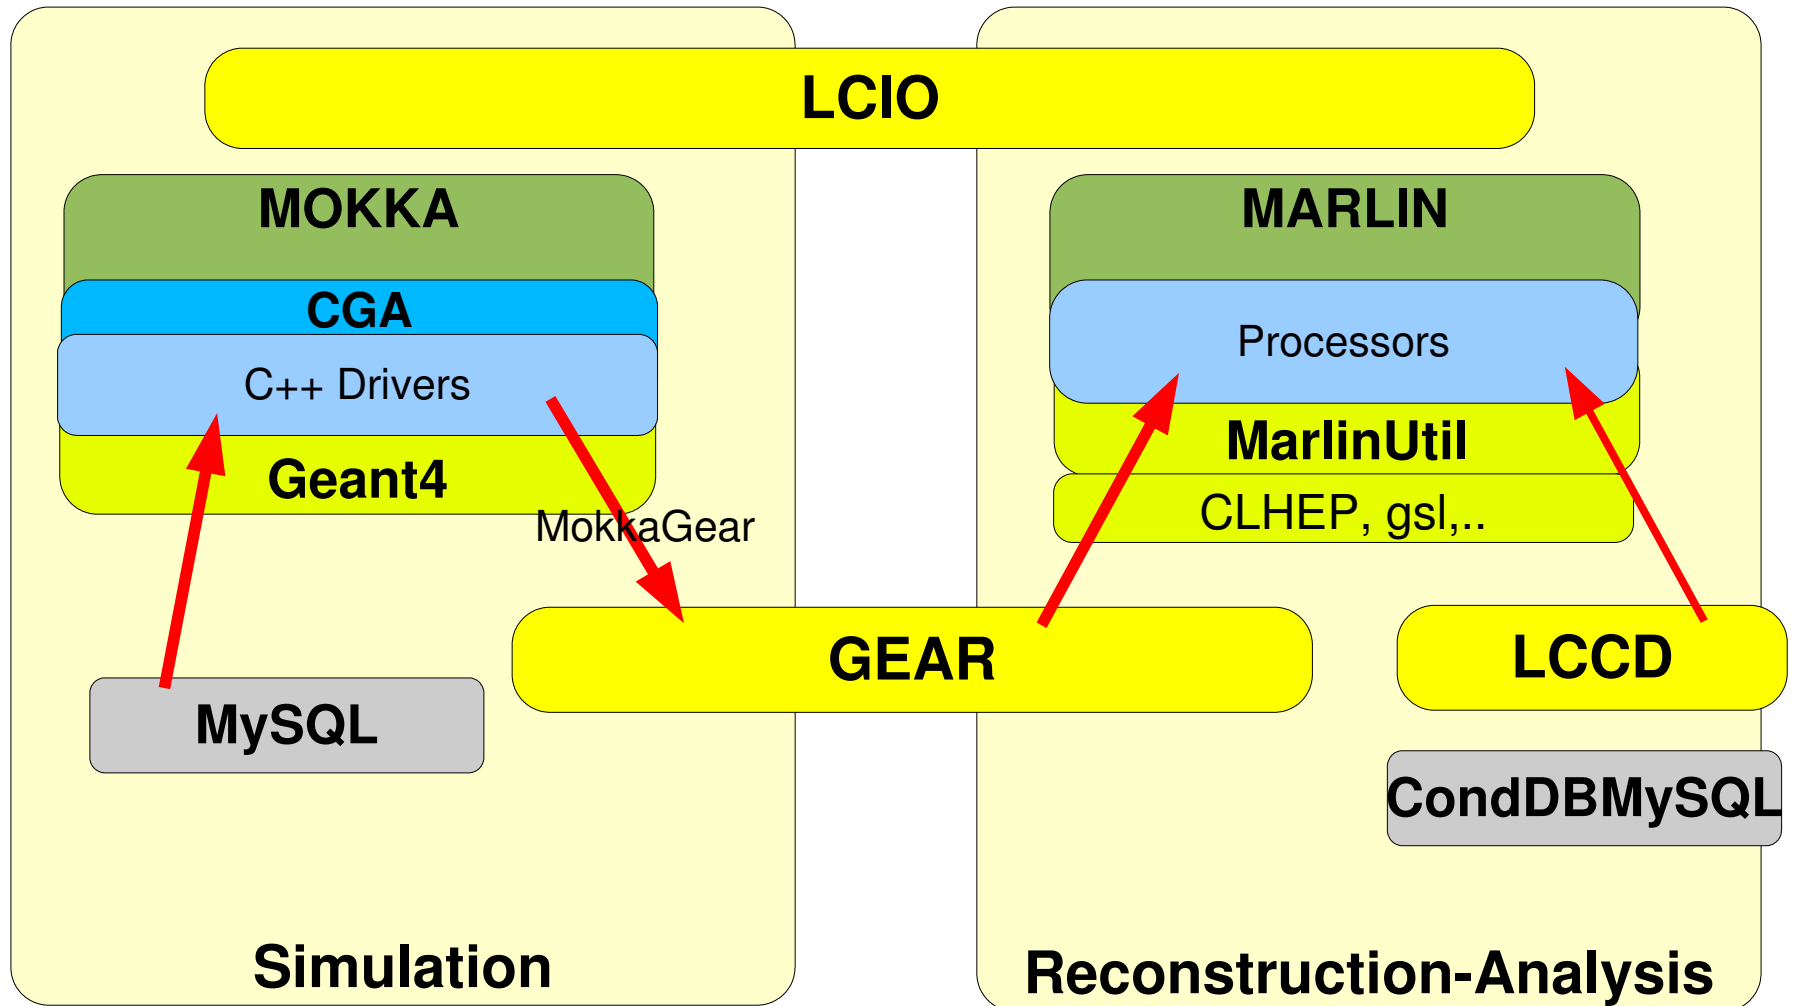 LCIO
MOKKA
CGA
C++ Drivers
Geant4
MokkaGear
MySQL
Simulation
GEAR
MARLIN
Processors
MarlinUtil
CLHEP, gsl,..
LCCD
CondDBMySQL
Reconstruction-Analysis